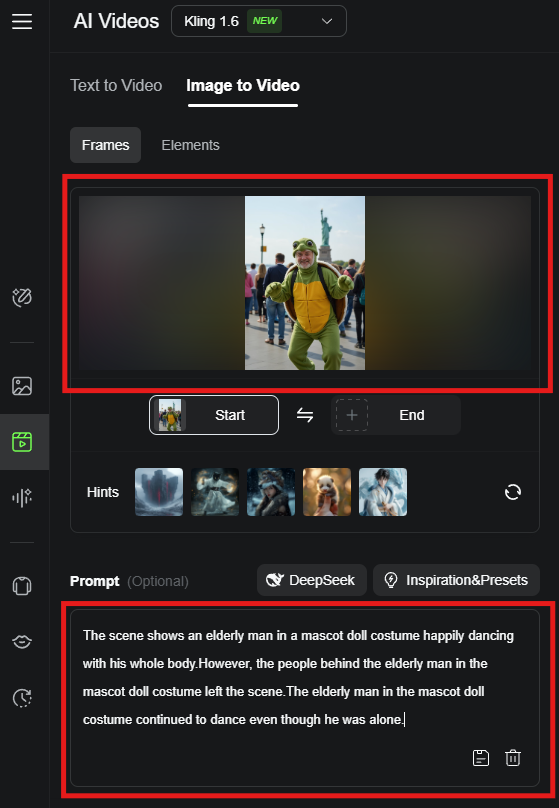 AI Videos Kling 1.6 NEW
Text to Video Image to Video
Frames Elements
Start End
Hints
Prompt (Optional) DeepSeek Inspiration&Presets
The scene shows an elderly man in a mascot doll costume happily dancing
with his whole body.However, the people behind the elderly man in the
mascot doll costume left the scene.The elderly man in the mascot doll
costume continued to dance even though he was alone.